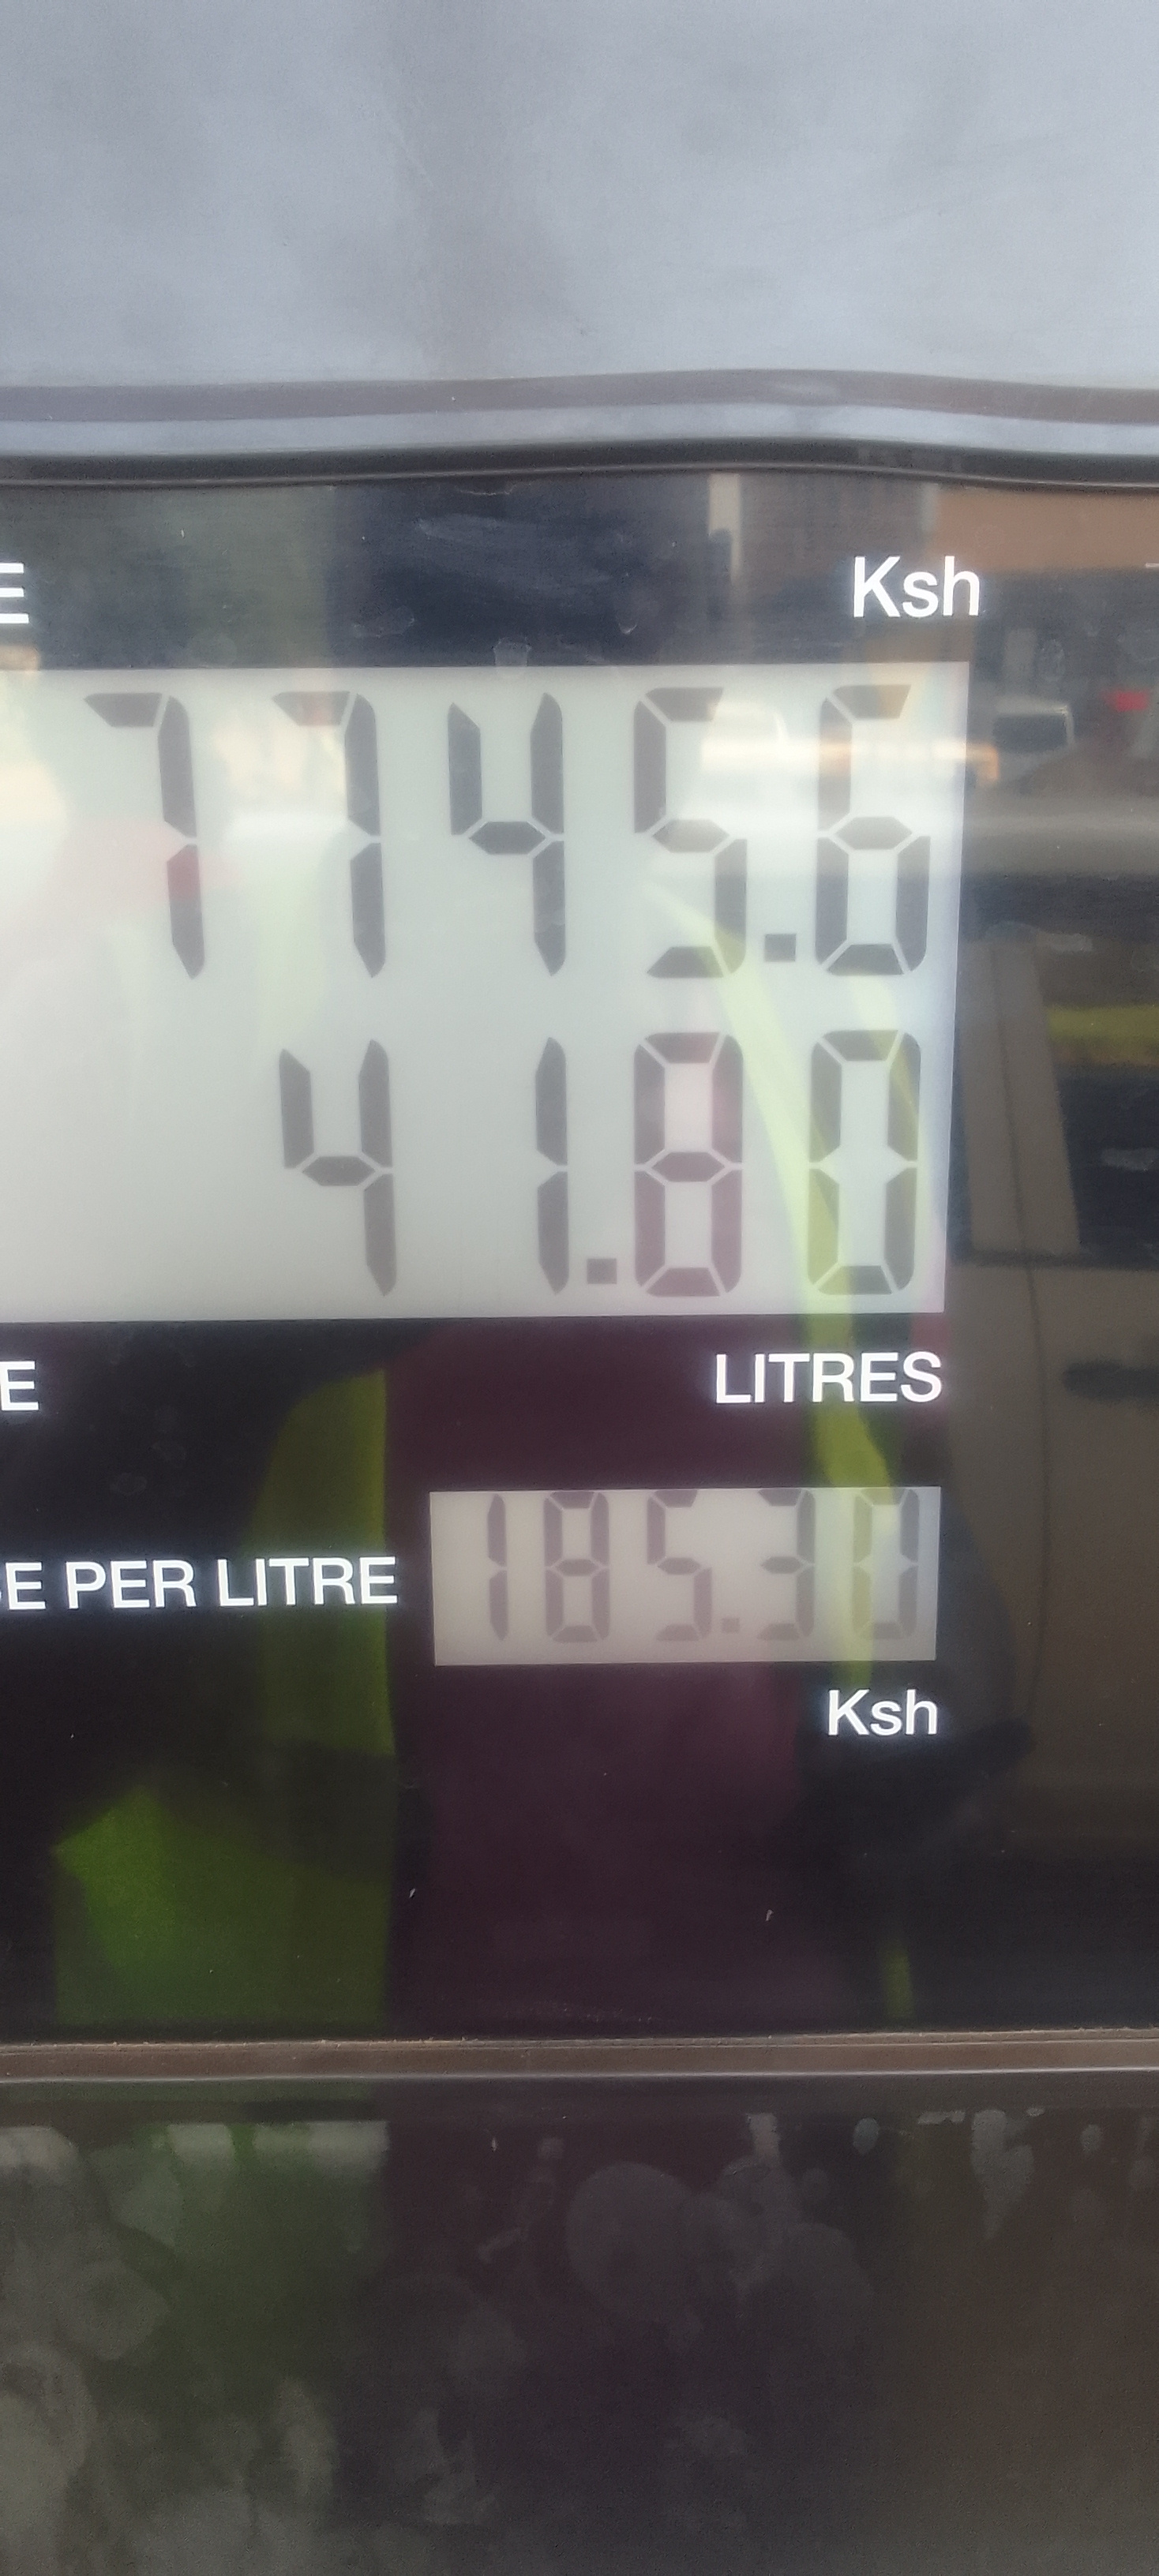 E Ksh
7745.6
41.80
E LITRES
E PER LITRE 185.30
Ksh